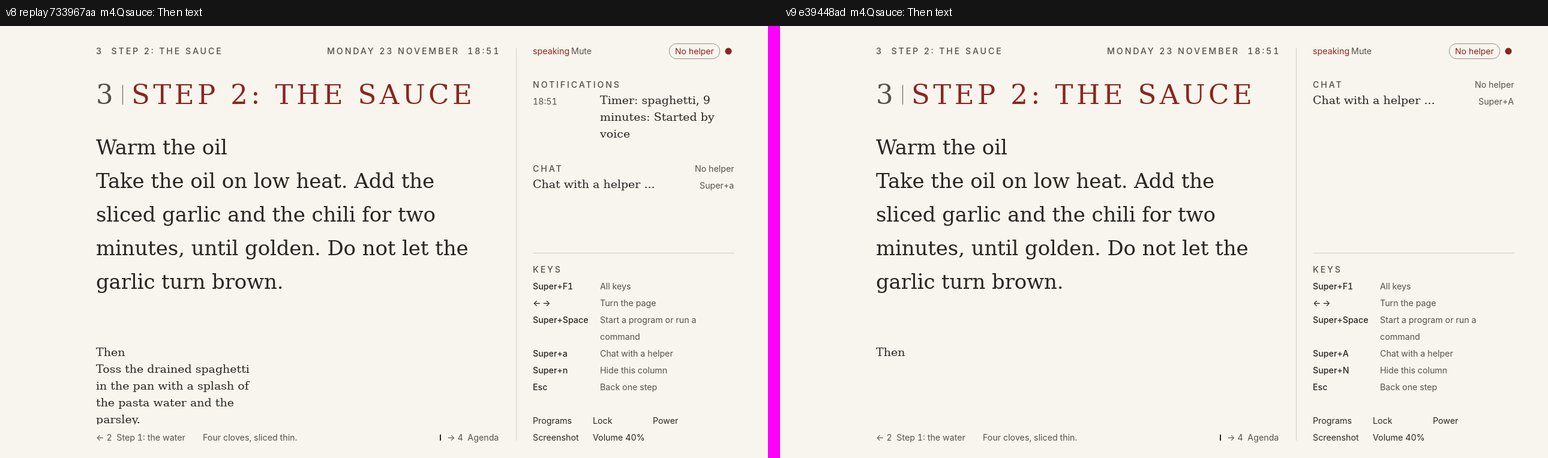 v8 replay 733967aa  m4.Qsauce: Then text
3  STEP 2: THE SAUCE
MONDAY 23 NOVEMBER  18:51
3 STEP 2: THE SAUCE
Warm the oil
Take the oil on low heat. Add the
sliced garlic and the chili for two
minutes, until golden. Do not let the
garlic turn brown.
Then
Toss the drained spaghetti
in the pan with a splash of
the pasta water and the
parsley.
← 2  Step 1: the water
Four cloves, sliced thin.
→ 4  Agenda
speaking Mute
No helper
NOTIFICATIONS
18:51
Timer: spaghetti, 9
minutes: Started by
voice
CHAT
No helper
Chat with a helper ...
Super+a
KEYS
Super+F1
All keys
← →
Turn the page
Super+Space
Start a program or run a
command
Super+a
Chat with a helper
Super+n
Hide this column
Esc
Back one step
Programs
Lock
Power
Screenshot
Volume 40%
v9 e39448ad  m4.Qsauce: Then text
3  STEP 2: THE SAUCE
MONDAY 23 NOVEMBER  18:51
3 STEP 2: THE SAUCE
Warm the oil
Take the oil on low heat. Add the
sliced garlic and the chili for two
minutes, until golden. Do not let the
garlic turn brown.
Then
← 2  Step 1: the water
Four cloves, sliced thin.
→ 4  Agenda
speaking Mute
No helper
CHAT
No helper
Chat with a helper ...
Super+A
KEYS
Super+F1
All keys
← →
Turn the page
Super+Space
Start a program or run a
command
Super+A
Chat with a helper
Super+N
Hide this column
Esc
Back one step
Programs
Lock
Power
Screenshot
Volume 40%